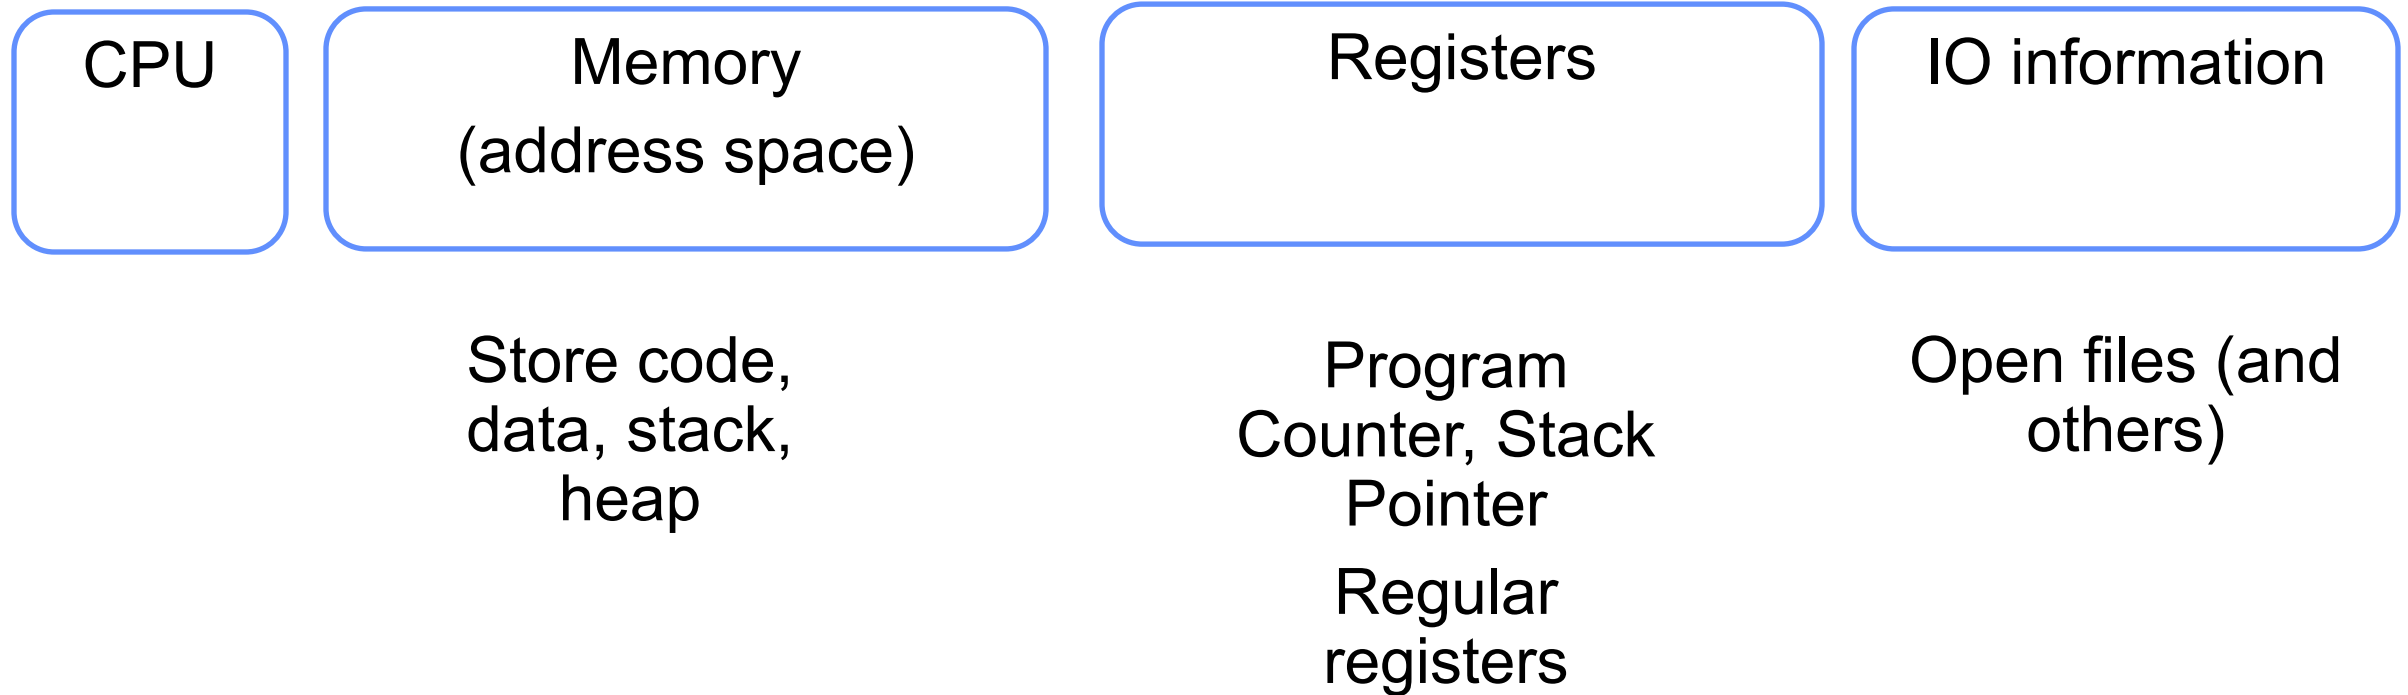 CPU
Memory
(address space)
Registers
IO information
Store code,
data, stack,
heap
Program
Counter, Stack
Pointer
Regular
registers
Open files (and
others)